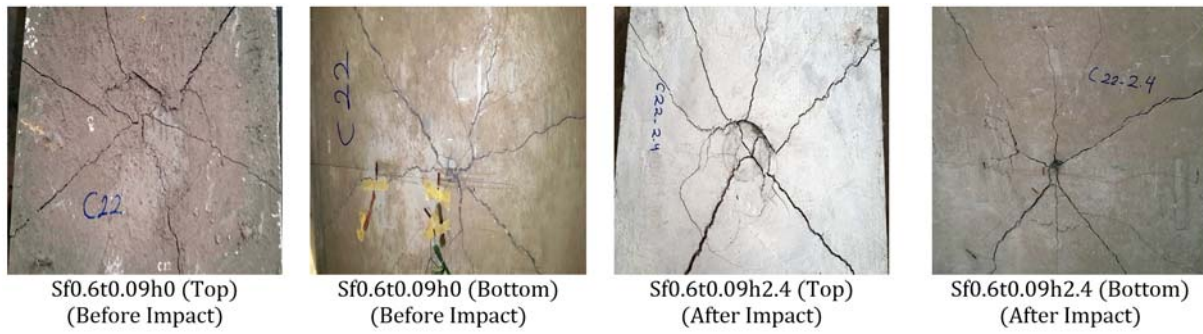 C22
C22
C22-2.4
C22-2.4
Sf0.6t0.09h0 (Top)
(Before Impact)
Sf0.6t0.09h0 (Bottom)
(Before Impact)
Sf0.6t0.09h2.4 (Top)
(After Impact)
Sf0.6t0.09h2.4 (Bottom)
(After Impact)